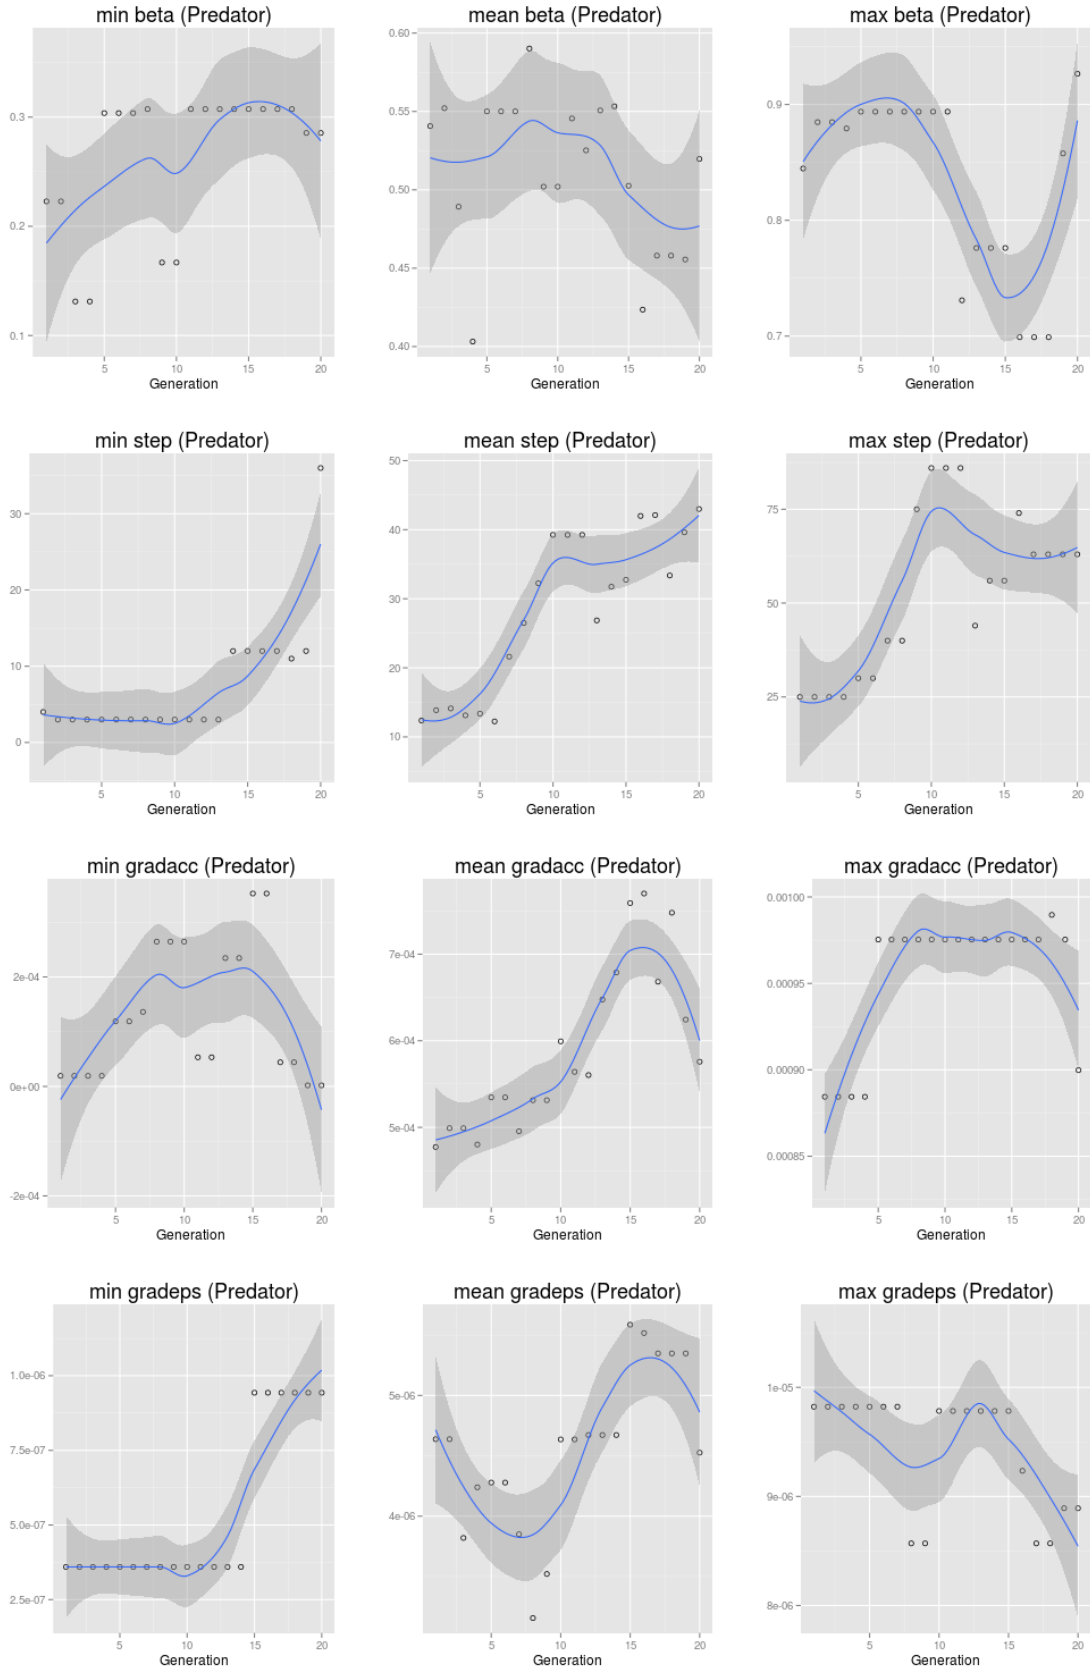 min beta (Predator)
mean beta (Predator)
max beta (Predator)
0.3
0.2
0.1
5 10 15 20
Generation
0.60
0.55
0.50
0.45
0.40
5 10 15 20
Generation
0.9
0.8
0.7
5 10 15 20
Generation
min step (Predator)
mean step (Predator)
max step (Predator)
30
20
10
0
5 10 15 20
Generation
50
40
30
20
10
5 10 15 20
Generation
75
50
25
5 10 15 20
Generation
min gradacc (Predator)
mean gradacc (Predator)
max gradacc (Predator)
2e-04
0e+00
-2e-04
5 10 15 20
Generation
7e-04
6e-04
5e-04
5 10 15 20
Generation
0.00100
0.00095
0.00090
0.00085
5 10 15 20
Generation
min gradeps (Predator)
mean gradeps (Predator)
max gradeps (Predator)
1.0e-06
7.5e-07
5.0e-07
2.5e-07
5 10 15 20
Generation
5e-06
4e-06
5 10 15 20
Generation
1e-05
9e-06
8e-06
5 10 15 20
Generation